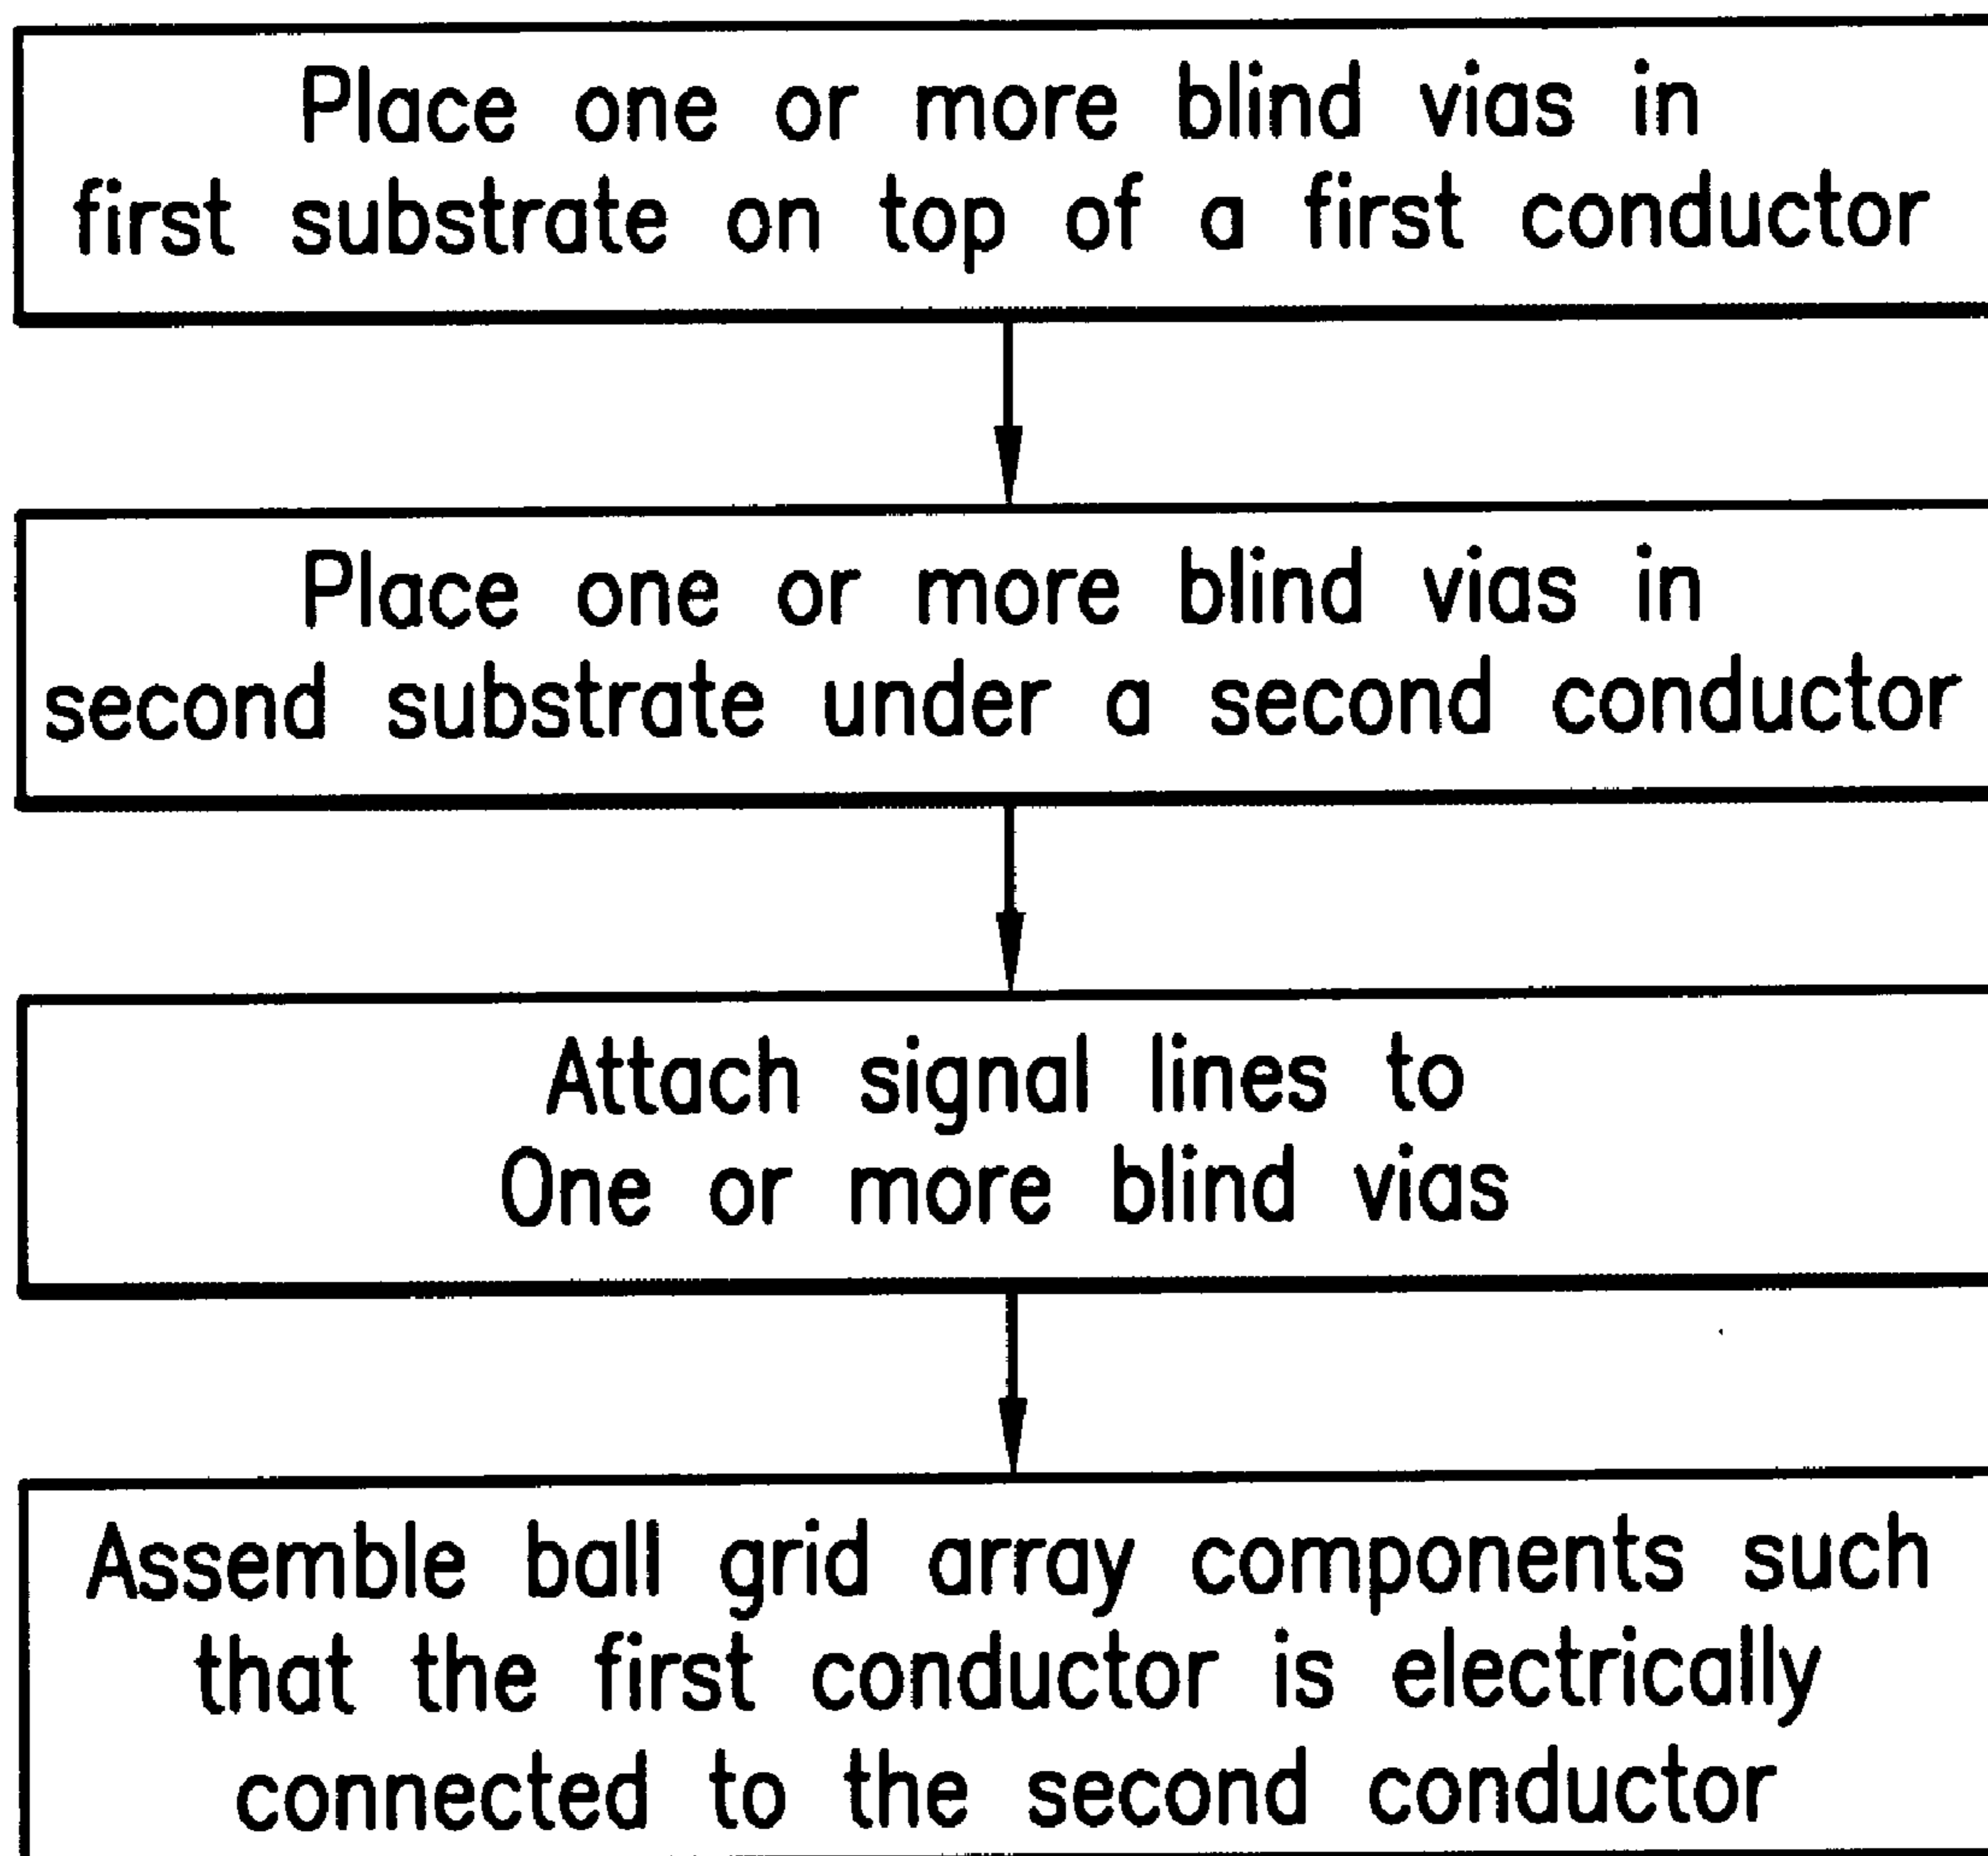 Place one or more blind vias in
first substrate on top of a first conductor
Place one or more blind vias in
second substrate under a second conductor
Attach signal lines to
One or more blind vias
Assemble ball grid array components such
that the first conductor is electrically
connected to the second conductor